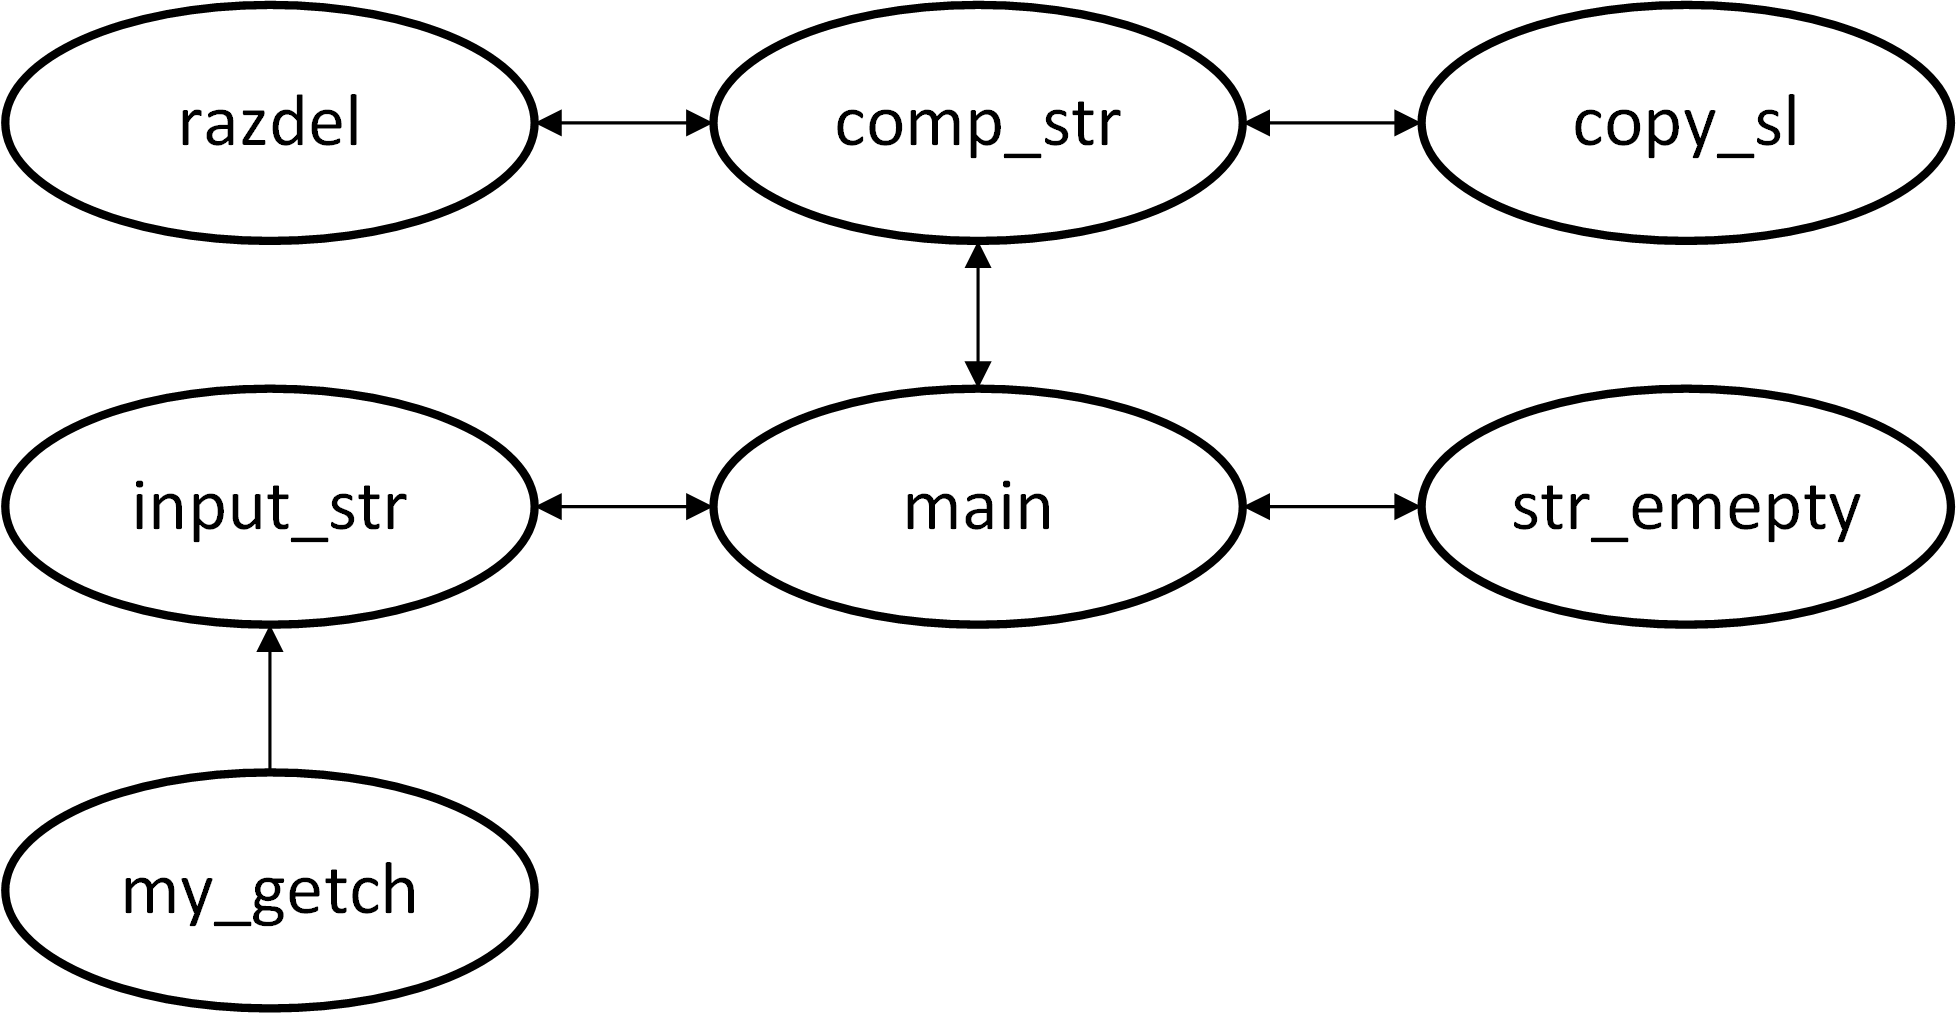 razdel
comp_str
copy_sl
input_str
main
str_emepty
my_getch